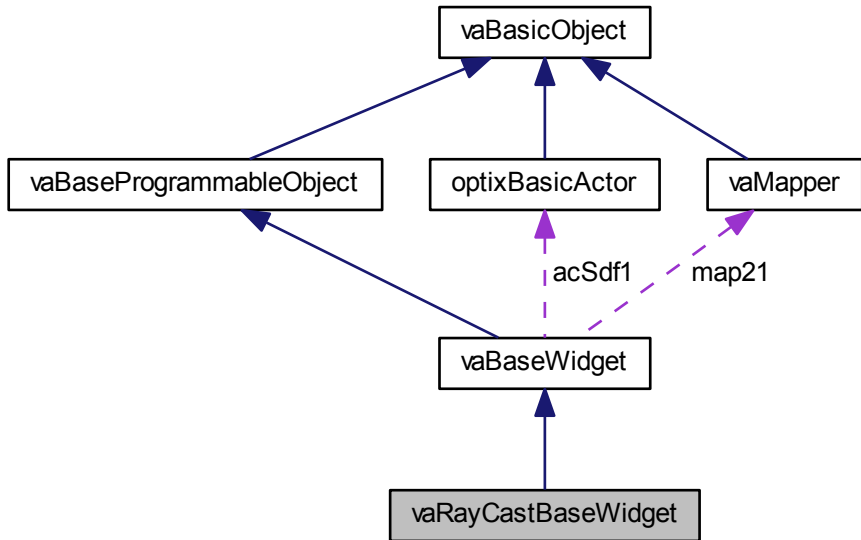 vaBasicObject
vaBaseProgrammableObject
optixBasicActor
vaMapper
acSdf1
map21
vaBaseWidget
vaRayCastBaseWidget